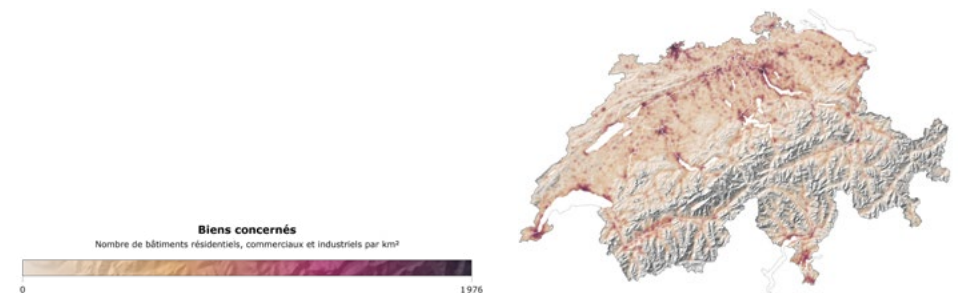 Biens concernés
Nombre de bâtiments résidentiels, commerciaux et industriels par km²
0 1976